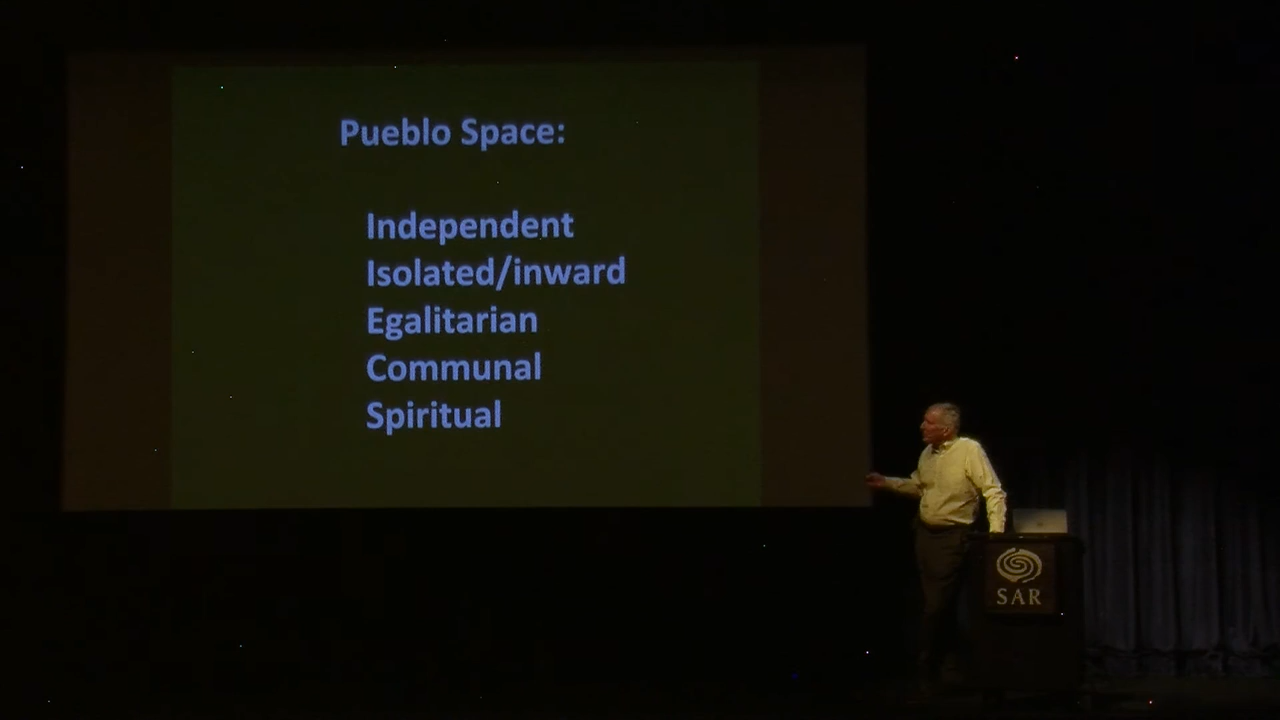 Pueblo Space:
Independent
Isolated/inward
Egalitarian
Communal
Spiritual
SAR